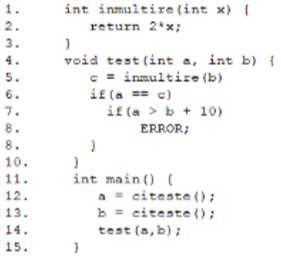 1. int inmultire(int x) {
2. return 2*x;
3. }
4. void test(int a, int b) {
5. c = inmultire(b)
6. if(a == c)
7. if(a > b + 10)
8. ERROR;
8. }
10. }
11. int main() {
12. a = citeste();
13. b = citeste();
14. test(a,b);
15. }